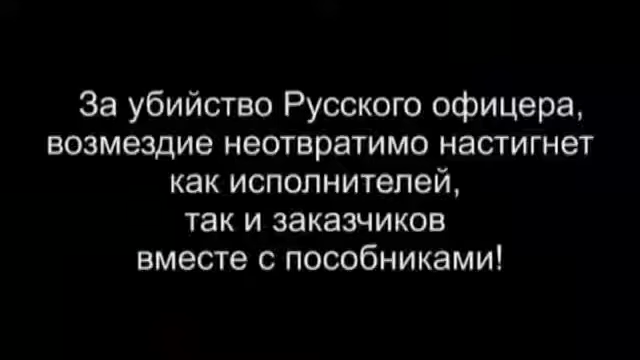 За убийство Русского офицера,
возмездие неотвратимо настигнет
как исполнителей,
так и заказчиков
вместе с пособниками!